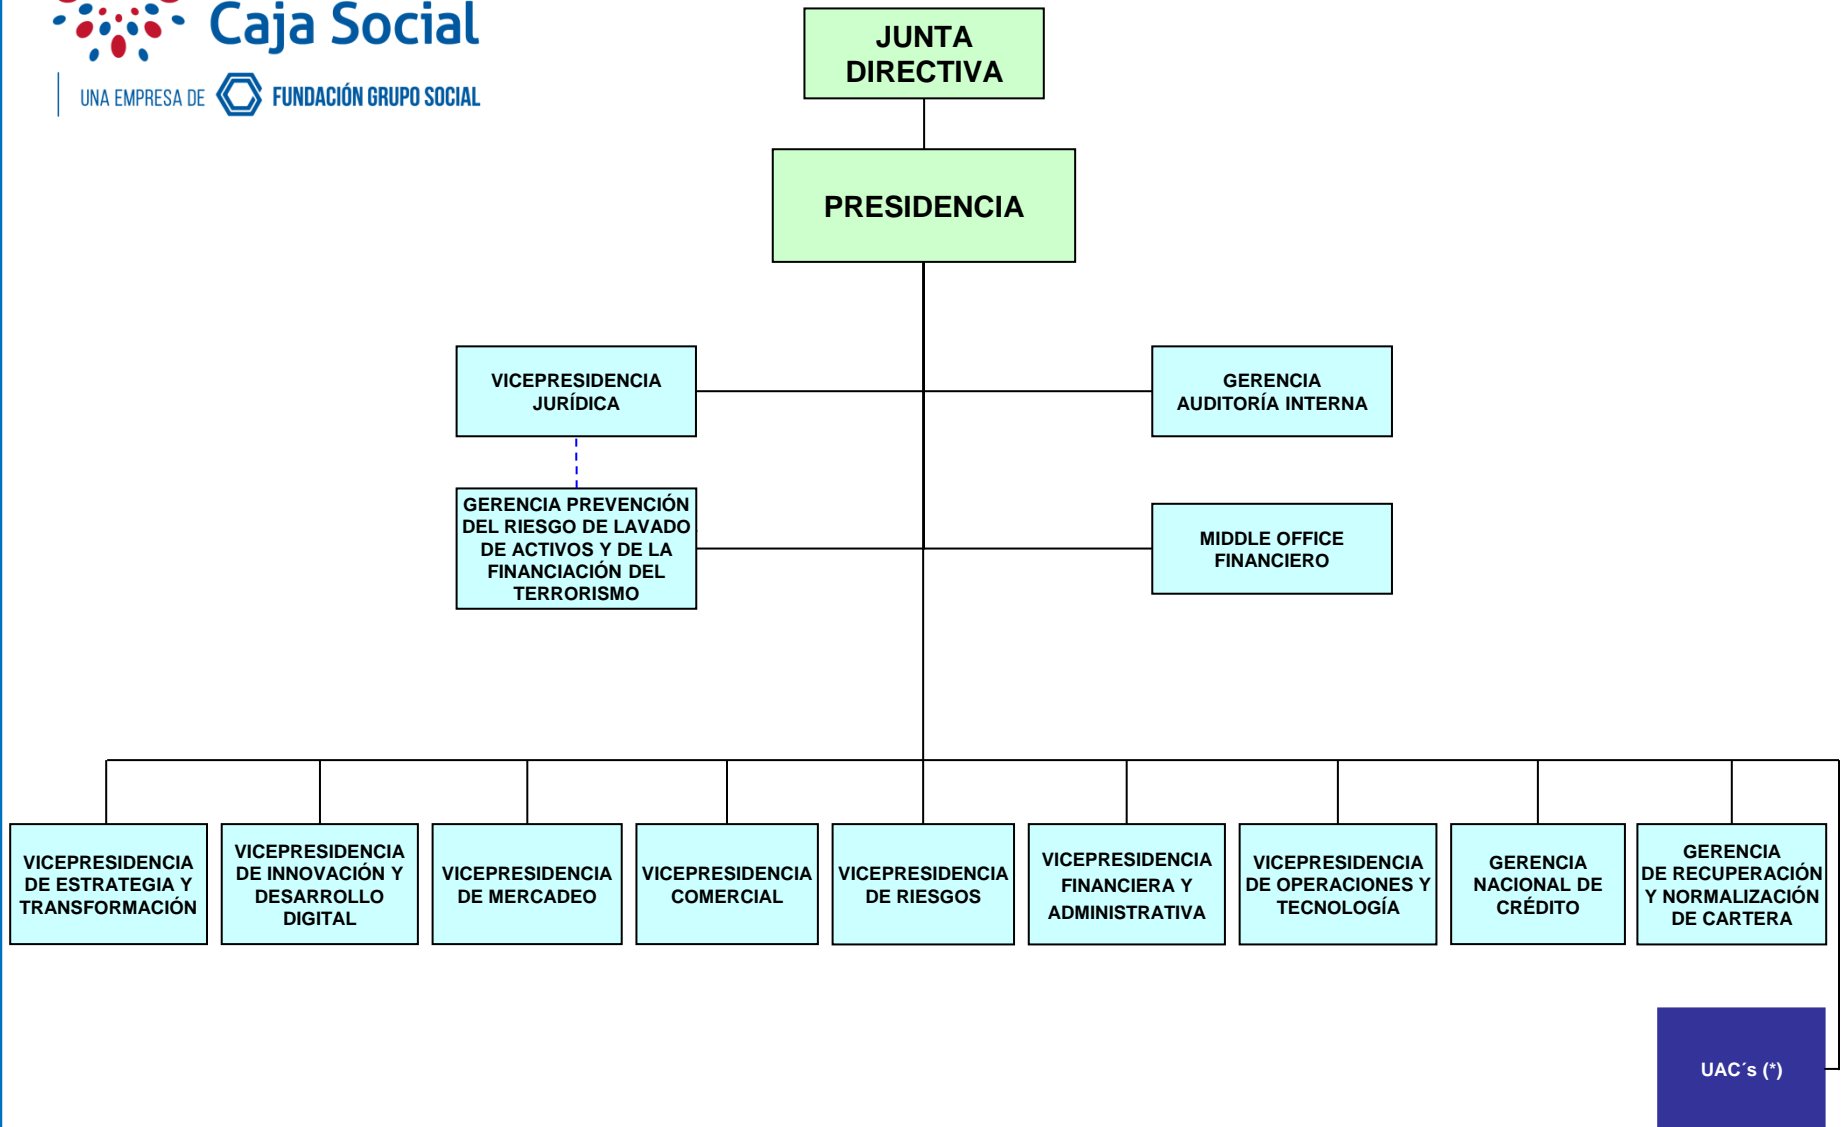 Caja Social
UNA EMPRESA DE FUNDACIÓN GRUPO SOCIAL
JUNTA
DIRECTIVA
PRESIDENCIA
VICEPRESIDENCIA
JURÍDICA
GERENCIA
AUDITORÍA INTERNA
GERENCIA PREVENCIÓN
DEL RIESGO DE LAVADO
DE ACTIVOS Y DE LA
FINANCIACIÓN DEL
TERRORISMO
MIDDLE OFFICE
FINANCIERO
VICEPRESIDENCIA
DE ESTRATEGIA Y
TRANSFORMACIÓN
VICEPRESIDENCIA
DE INNOVACIÓN Y
DESARROLLO
DIGITAL
VICEPRESIDENCIA
DE MERCADEO
VICEPRESIDENCIA
COMERCIAL
VICEPRESIDENCIA
DE RIESGOS
VICEPRESIDENCIA
FINANCIERA Y
ADMINISTRATIVA
VICEPRESIDENCIA
DE OPERACIONES Y
TECNOLOGÍA
GERENCIA
NACIONAL DE
CRÉDITO
GERENCIA
DE RECUPERACIÓN
Y NORMALIZACIÓN
DE CARTERA
UAC´s (*)